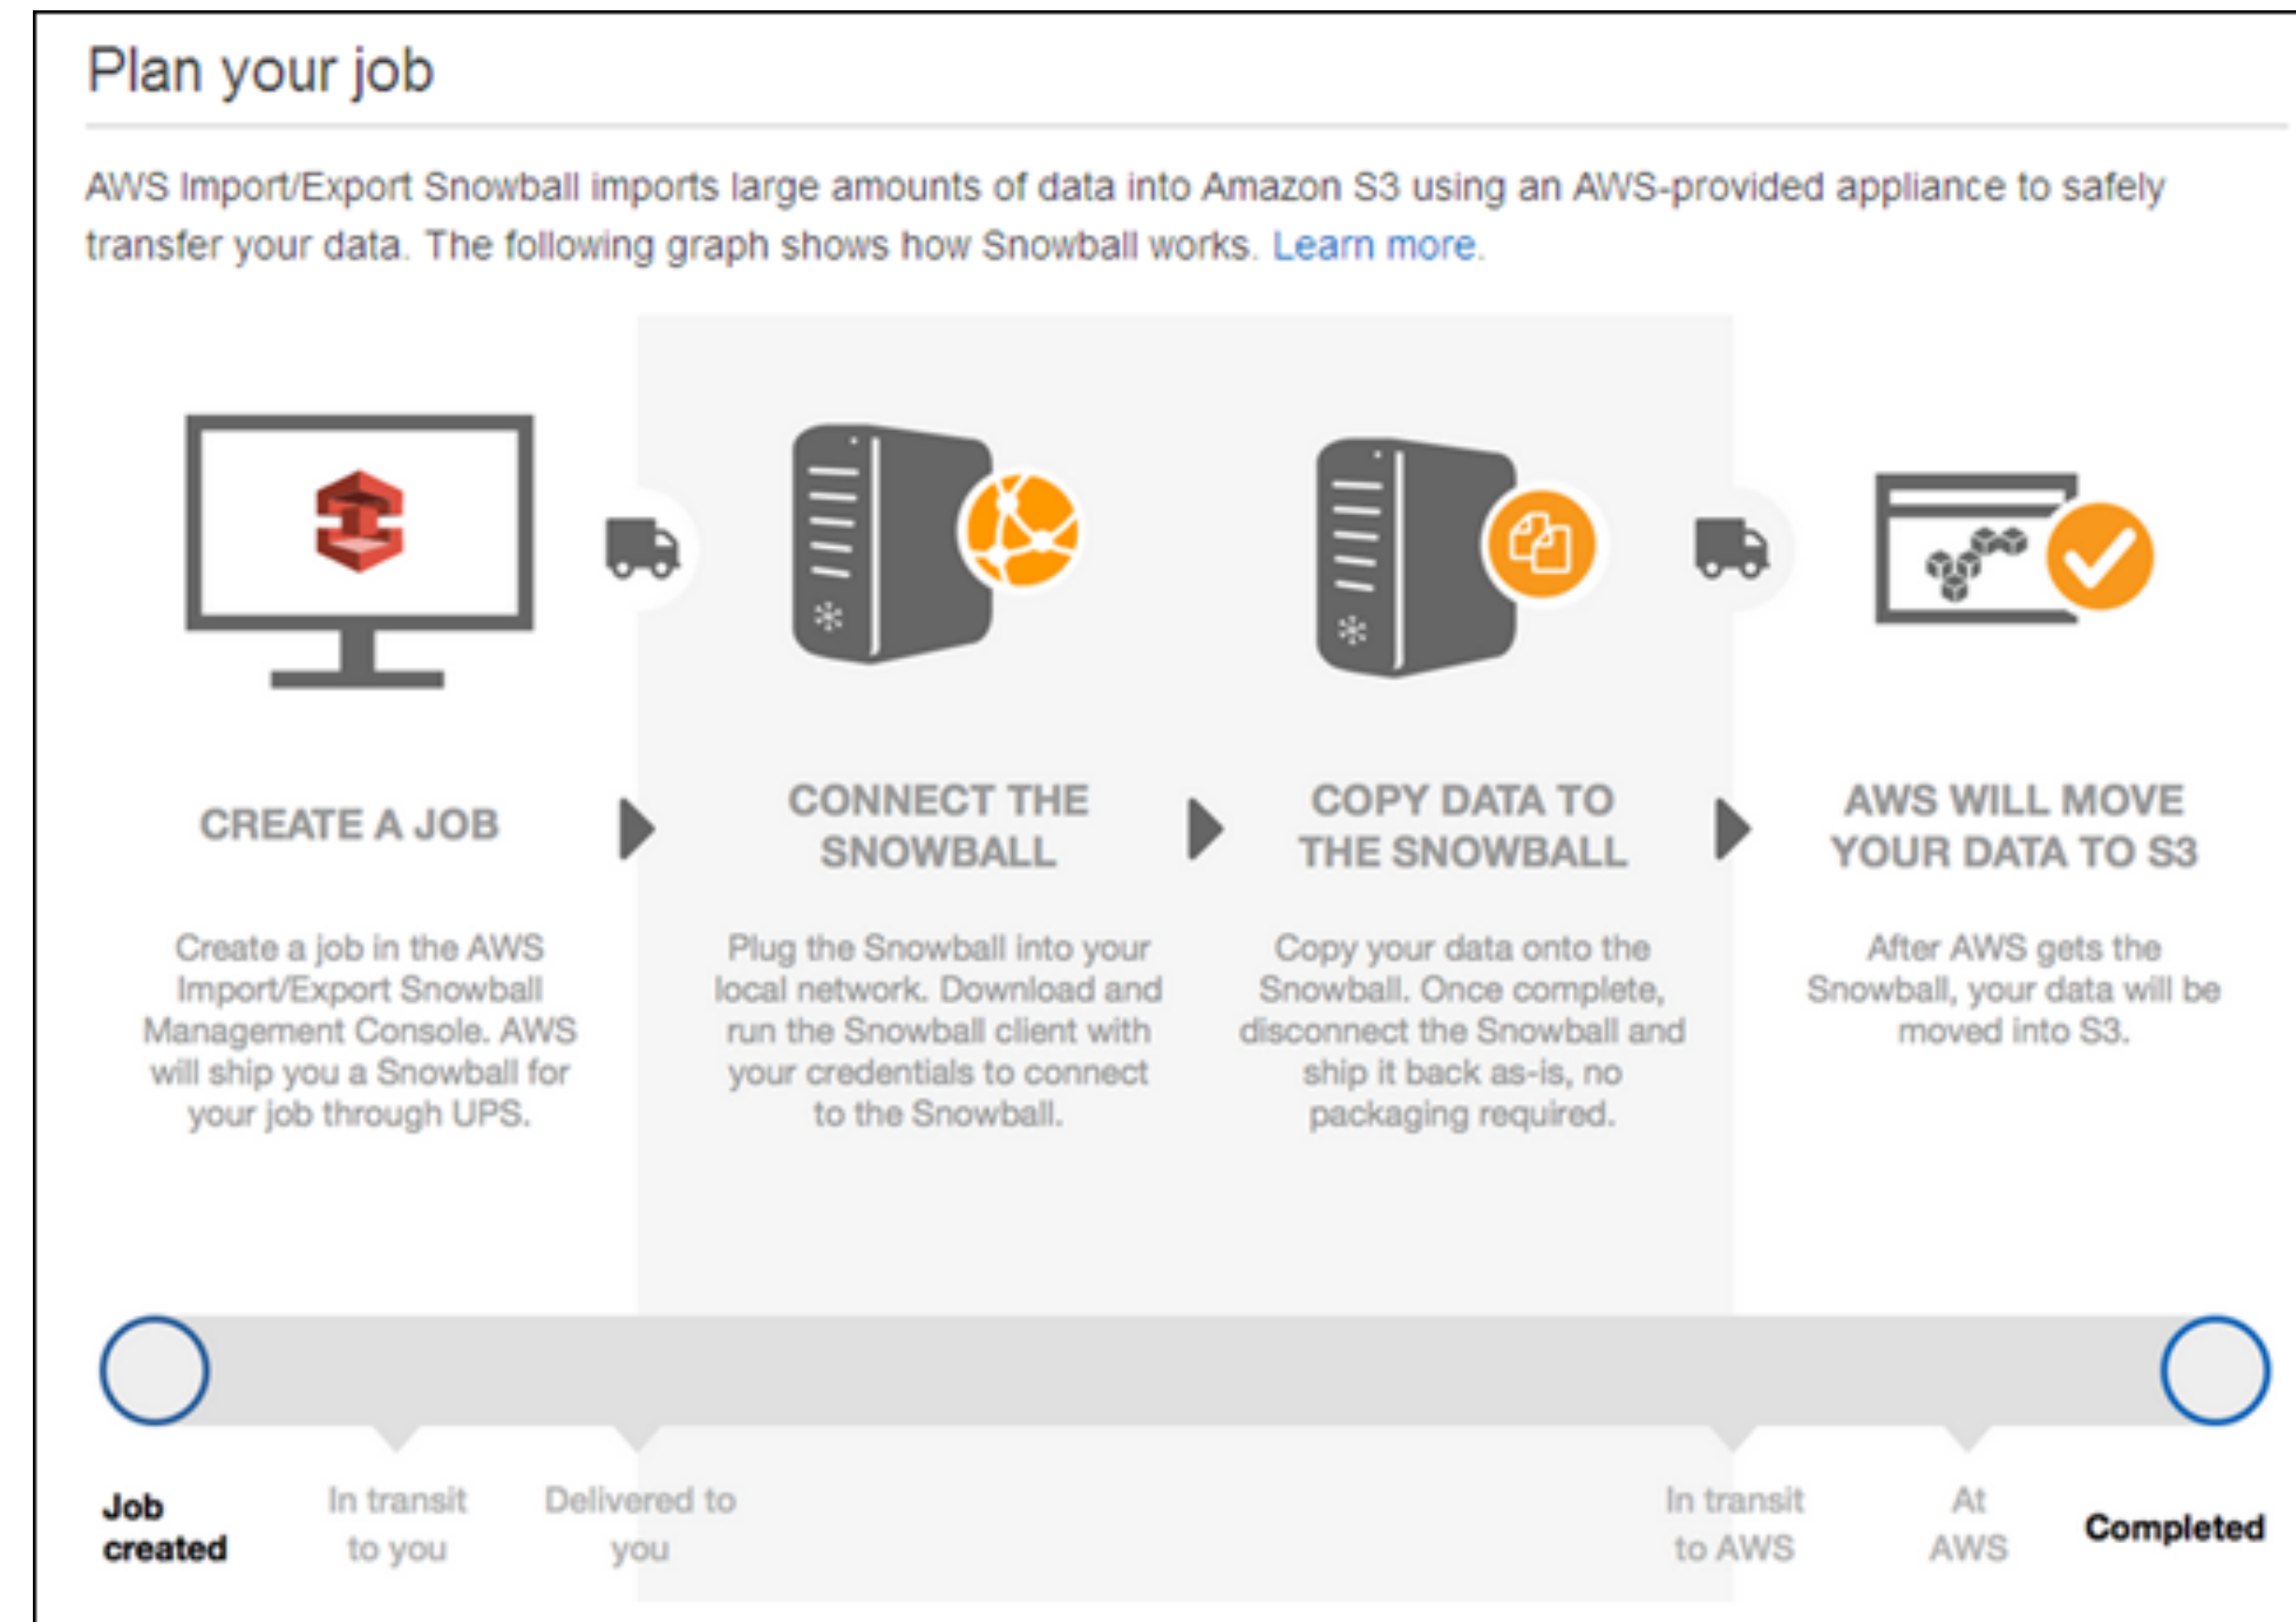 Plan your job
AWS Import/Export Snowball imports large amounts of data into Amazon S3 using an AWS-provided appliance to safely
transfer your data. The following graph shows how Snowball works. Learn more.
CREATE A JOB
Create a job in the AWS
Import/Export Snowball
Management Console. AWS
will ship you a Snowball for
your job through UPS.
CONNECT THE
SNOWBALL
Plug the Snowball into your
local network. Download and
run the Snowball client with
your credentials to connect
to the Snowball.
COPY DATA TO
THE SNOWBALL
Copy your data onto the
Snowball. Once complete,
disconnect the Snowball and
ship it back as-is, no
packaging required.
AWS WILL MOVE
YOUR DATA TO S3
After AWS gets the
Snowball, your data will be
moved into S3.
Job
created
In transit
to you
Delivered to
you
In transit
to AWS
At
AWS
Completed